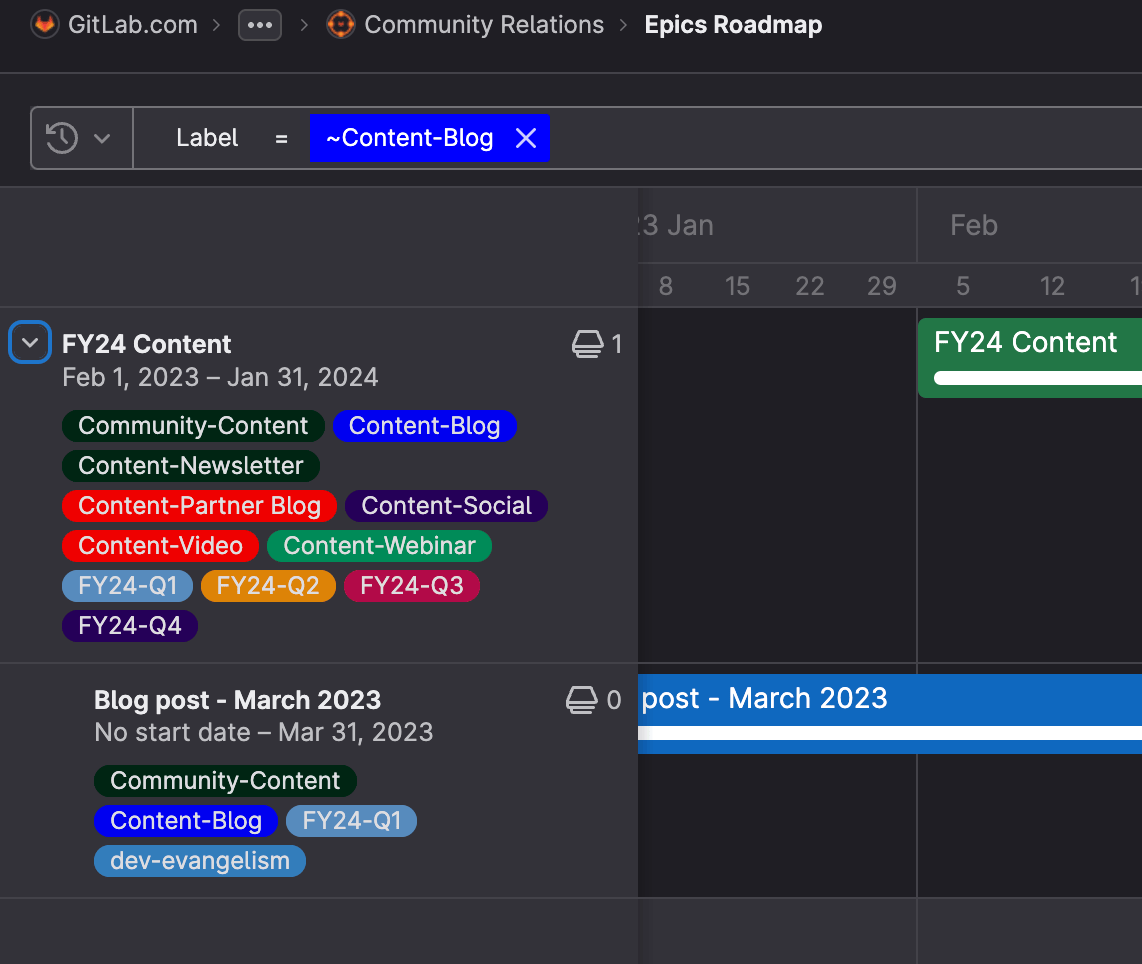 GitLab.com > ••• > Community Relations > Epics Roadmap
Label = ~Content-Blog
23 Jan Feb
8 15 22 29 5 12
FY24 Content 1
Feb 1, 2023 – Jan 31, 2024
Community-Content Content-Blog
Content-Newsletter
Content-Partner Blog Content-Social
Content-Video Content-Webinar
FY24-Q1 FY24-Q2 FY24-Q3
FY24-Q4
FY24 Content
Blog post - March 2023 0
No start date – Mar 31, 2023
Community-Content
Content-Blog FY24-Q1
dev-evangelism
post - March 2023